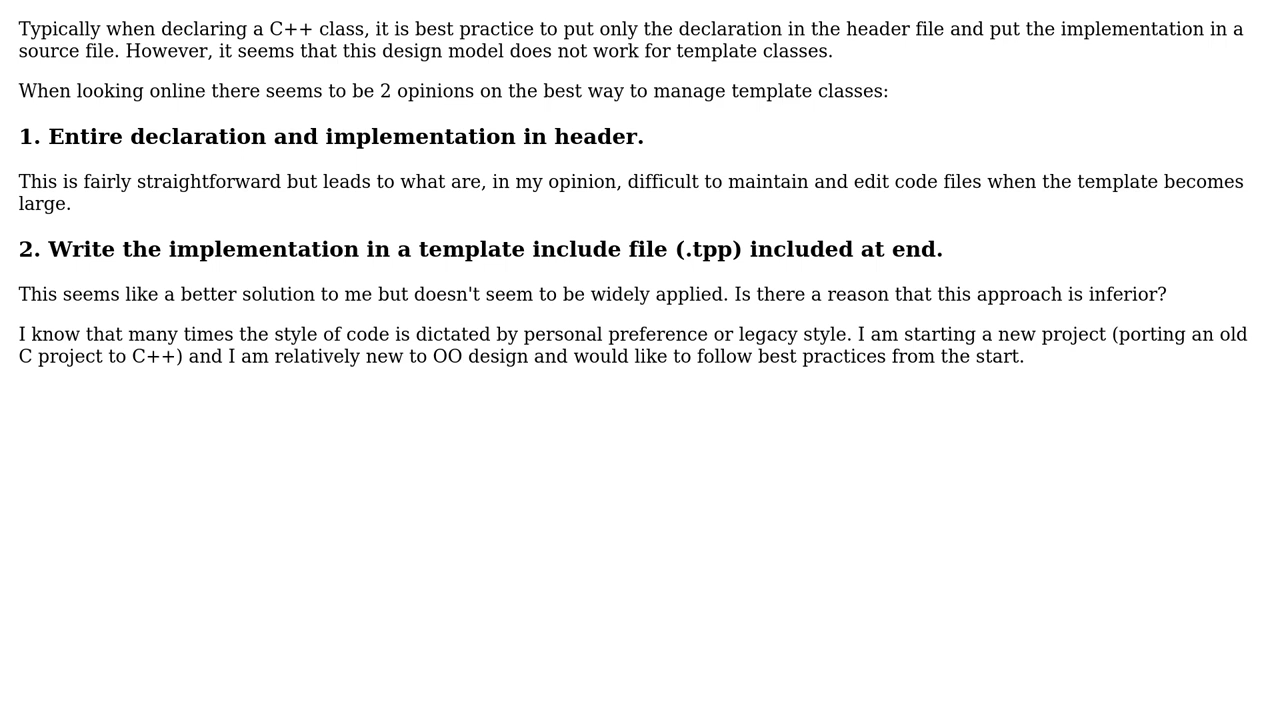 Typically when declaring a C++ class, it is best practice to put only the declaration in the header file and put the implementation in a
source file. However, it seems that this design model does not work for template classes.
When looking online there seems to be 2 opinions on the best way to manage template classes:
1. Entire declaration and implementation in header.
This is fairly straightforward but leads to what are, in my opinion, difficult to maintain and edit code files when the template becomes
large.
2. Write the implementation in a template include file (.tpp) included at end.
This seems like a better solution to me but doesn't seem to be widely applied. Is there a reason that this approach is inferior?
I know that many times the style of code is dictated by personal preference or legacy style. I am starting a new project (porting an old
C project to C++) and I am relatively new to OO design and would like to follow best practices from the start.